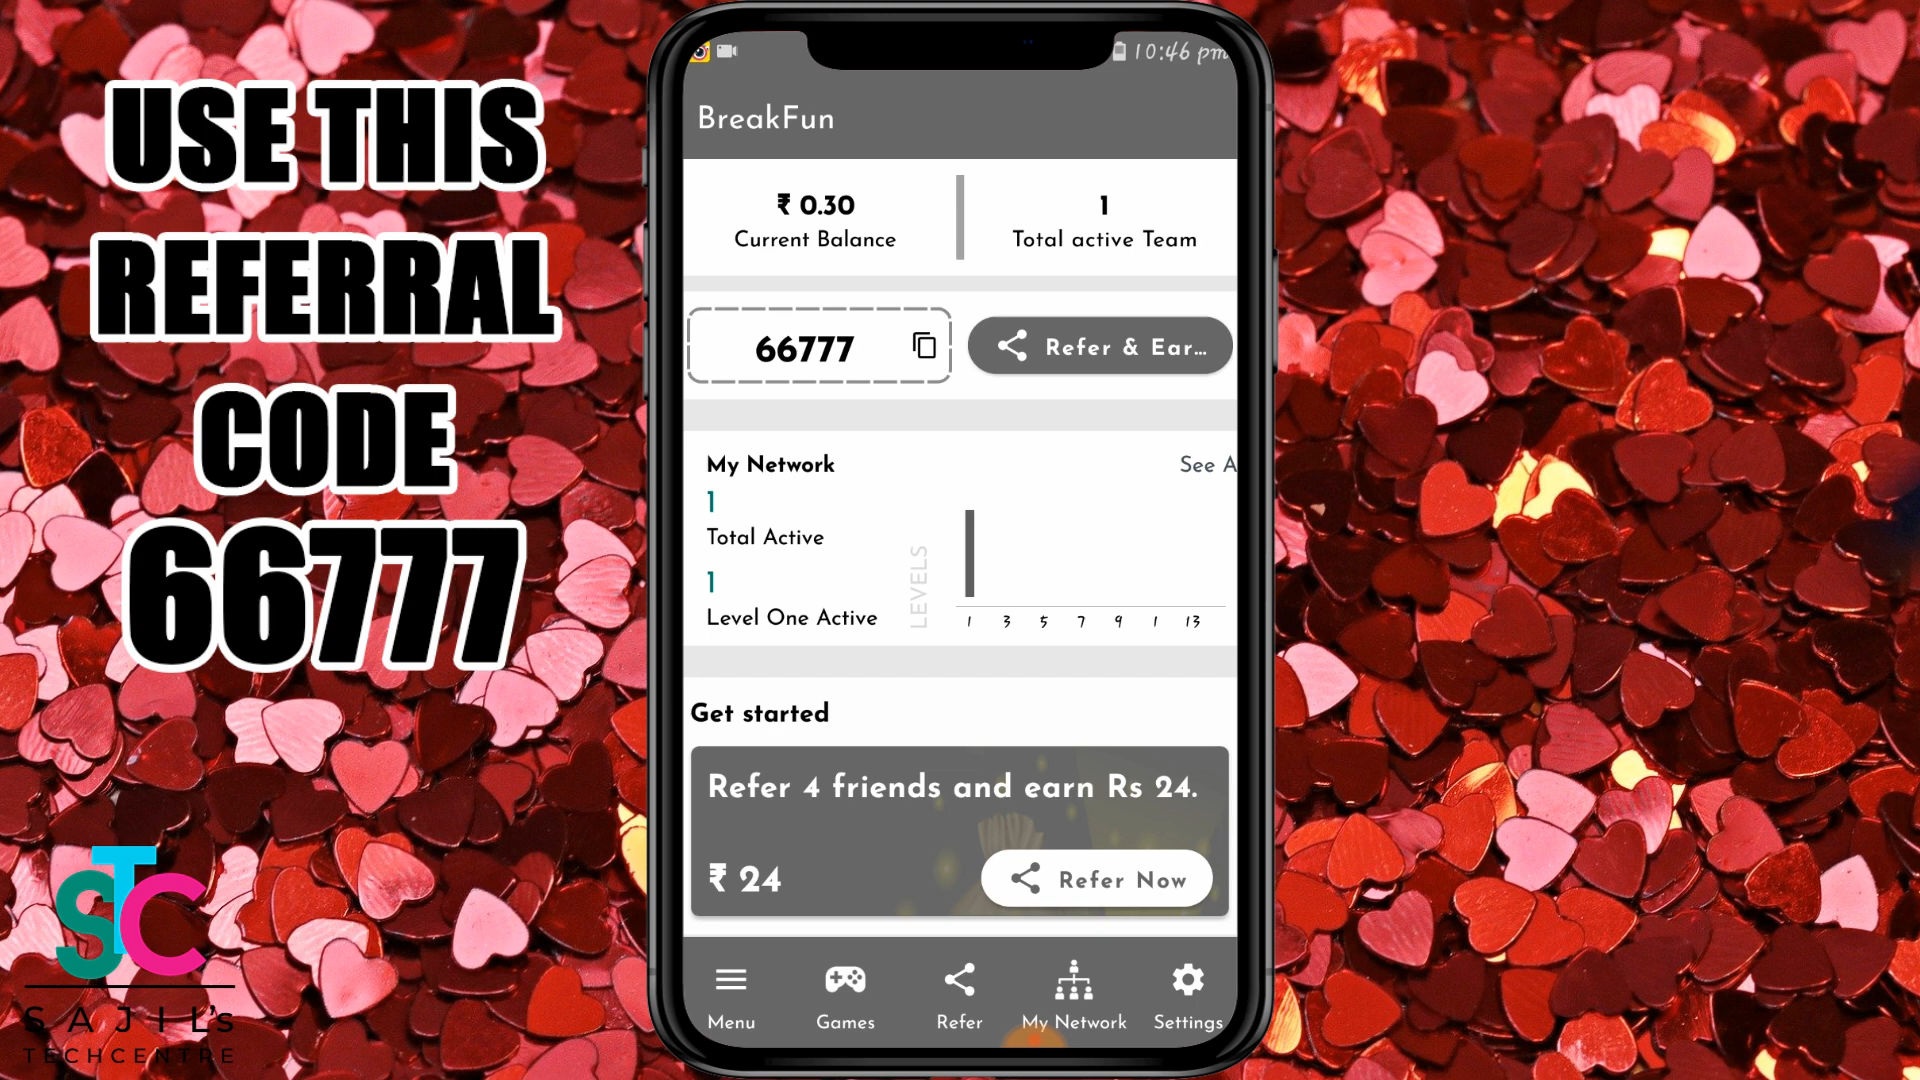 USE THIS
REFERRAL
CODE
66777
STC
SAJIL's
TECHCENTRE
10:46 pm
BreakFun
₹ 0.30
Current Balance
1
Total active Team
66777
Refer & Ear...
My Network
See A
1
Total Active
1
Level One Active
LEVELS
1 3 5 7 9 1 13
Get started
Refer 4 friends and earn Rs 24.
₹ 24
Refer Now
Menu
Games
Refer
My Network
Settings